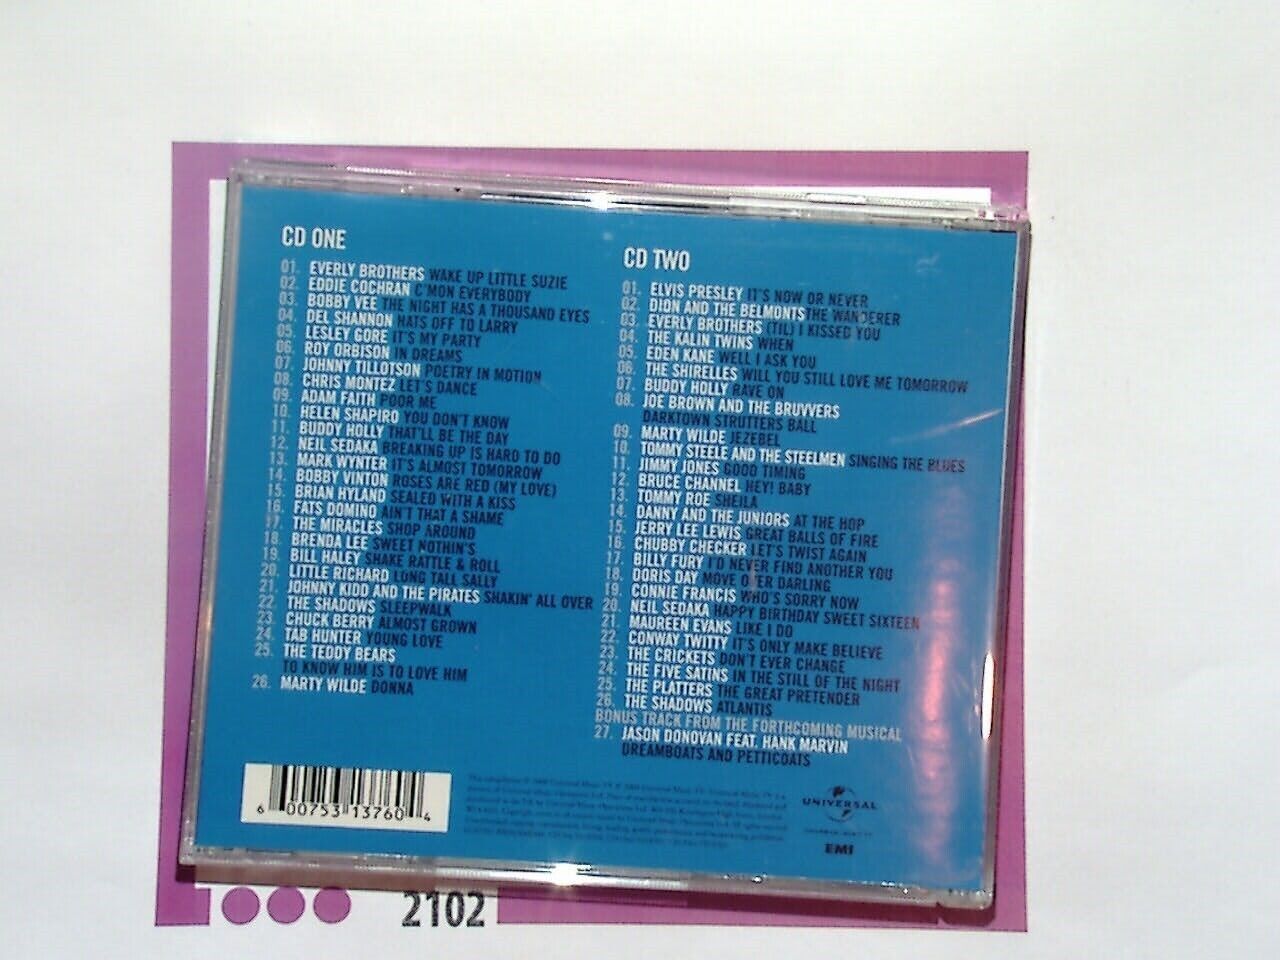 CD ONE
01. EVERLY BROTHERS WAKE UP LITTLE SUZIE
02. EDDIE COCHRAN C'MON EVERYBODY
03. BOBBY VEE THE NIGHT HAS A THOUSAND EYES
04. DEL SHANNON HATS OFF TO LARRY
05. LESLEY GORE IT'S MY PARTY
06. ROY ORBISON IN DREAMS
07. JOHNNY TILLOTSON POETRY IN MOTION
08. CHRIS MONTEZ LET'S DANCE
09. ADAM FAITH POOR ME
10. HELEN SHAPIRO YOU DON'T KNOW
11. BUDDY HOLLY THAT'LL BE THE DAY
12. NEIL SEDAKA BREAKING UP IS HARD TO DO
13. MARK WYNTER IT'S ALMOST TOMORROW
14. BOBBY VINTON ROSES ARE RED (MY LOVE)
15. BRIAN HYLAND SEALED WITH A KISS
16. FATS DOMINO AIN'T THAT A SHAME
17. THE MIRACLES SHOP AROUND
18. BRENDA LEE SWEET NOTHIN'S
19. BILL HALEY SHAKE RATTLE & ROLL
20. LITTLE RICHARD LONG TALL SALLY
21. JOHNNY KIDD AND THE PIRATES SHAKIN' ALL OVER
22. THE SHADOWS SLEEPWALK
23. CHUCK BERRY ALMOST GROWN
24. TAB HUNTER YOUNG LOVE
25. THE TEDDY BEARS
TO KNOW HIM IS TO LOVE HIM
26. MARTY WILDE DONNA
6 00753 13760 4
CD TWO
01. ELVIS PRESLEY IT'S NOW OR NEVER
02. DION AND THE BELMONTS THE WANDERER
03. EVERLY BROTHERS (TIL) I KISSED YOU
04. THE KALIN TWINS WHEN
05. EDEN KANE WELL I ASK YOU
06. THE SHIRELLES WILL YOU STILL LOVE ME TOMORROW
07. BUDDY HOLLY RAVE ON
08. JOE BROWN AND THE BRUVVERS
DARKTOWN STRUTTERS BALL
09. MARTY WILDE JEZEBEL
10. TOMMY STEELE AND THE STEELMEN SINGING THE BLUES
11. JIMMY JONES GOOD TIMING
12. BRUCE CHANNEL HEY! BABY
13. TOMMY ROE SHEILA
14. DANNY AND THE JUNIORS AT THE HOP
15. JERRY LEE LEWIS GREAT BALLS OF FIRE
16. CHUBBY CHECKER LET'S TWIST AGAIN
17. BILLY FURY I'D NEVER FIND ANOTHER YOU
18. DORIS DAY MOVE OVER DARLING
19. CONNIE FRANCIS WHO'S SORRY NOW
20. NEIL SEDAKA HAPPY BIRTHDAY SWEET SIXTEEN
21. MAUREEN EVANS LIKE I DO
22. CONWAY TWITTY IT'S ONLY MAKE BELIEVE
23. THE CRICKETS DON'T EVER CHANGE
24. THE FIVE SATINS IN THE STILL OF THE NIGHT
25. THE PLATTERS THE GREAT PRETENDER
26. THE SHADOWS ATLANTIS
BONUS TRACK FROM THE FORTHCOMING MUSICAL
27. JASON DONOVAN FEAT. HANK MARVIN
DREAMBOATS AND PETTICOATS
UNIVERSAL
EMI
2102